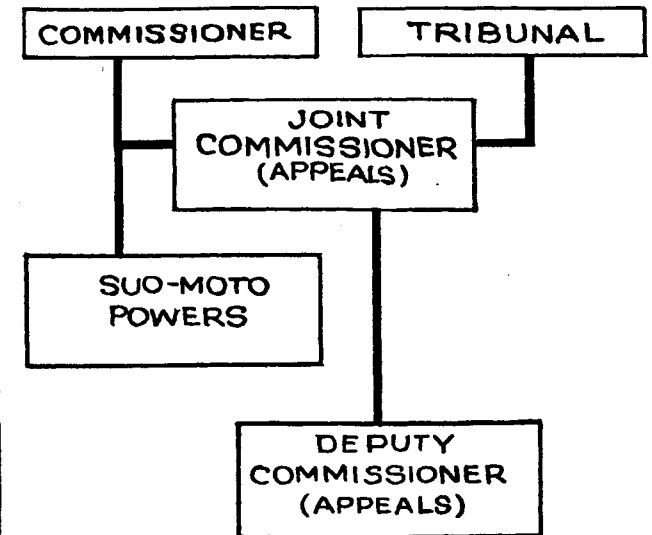 COMMISSIONER
TRIBUNAL
JOINT
COMMISSIONER
(APPEALS)
SUO-MOTO
POWERS
DEPUTY
COMMISSIONER
(APPEALS)